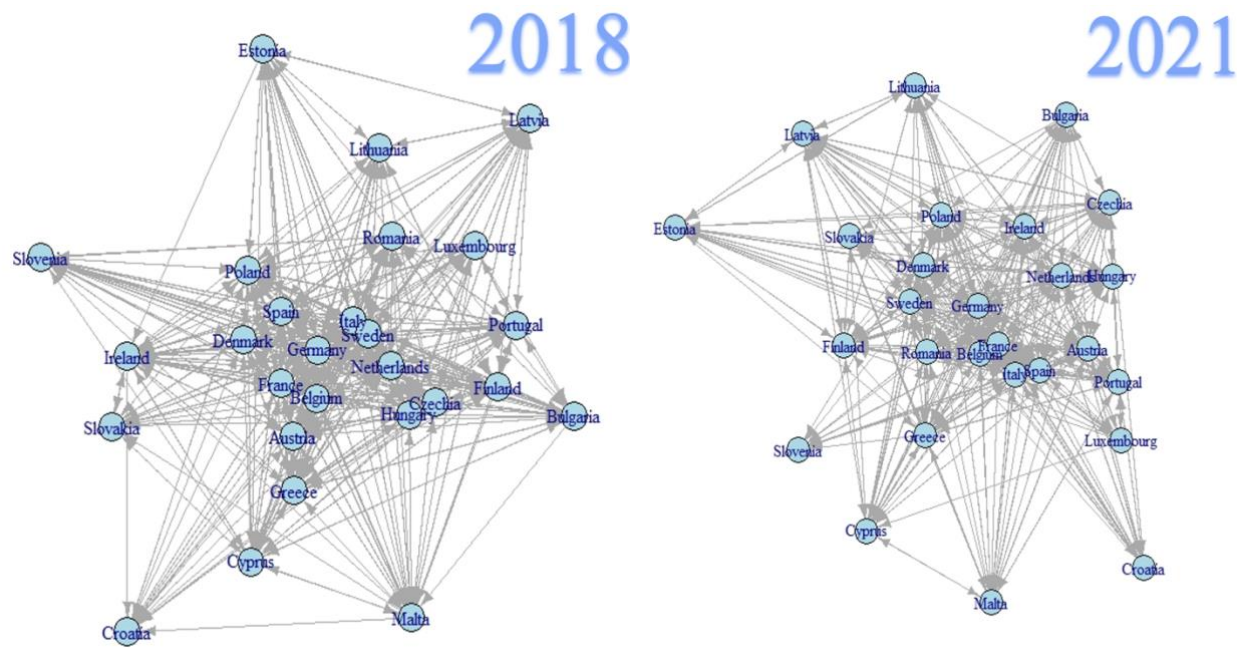 2018
Estonia
Latvia
Lithuania
Romania
Luxembourg
Slovenia
Poland
Spain
Italy
Portugal
Sweden
Denmark
Germany
Ireland
Netherlands
France
Finland
Belgium
Czechia
Hungary
Bulgaria
Slovakia
Austria
Greece
Cyprus
Malta
Croatia
2021
Lithuania
Bulgaria
Latvia
Czechia
Poland
Ireland
Estonia
Slovakia
Denmark
Netherlands
Hungary
Sweden
Germany
Finland
France
Austria
Romania
Belgium
Italy
Spain
Portugal
Greece
Luxembourg
Slovenia
Cyprus
Croatia
Malta